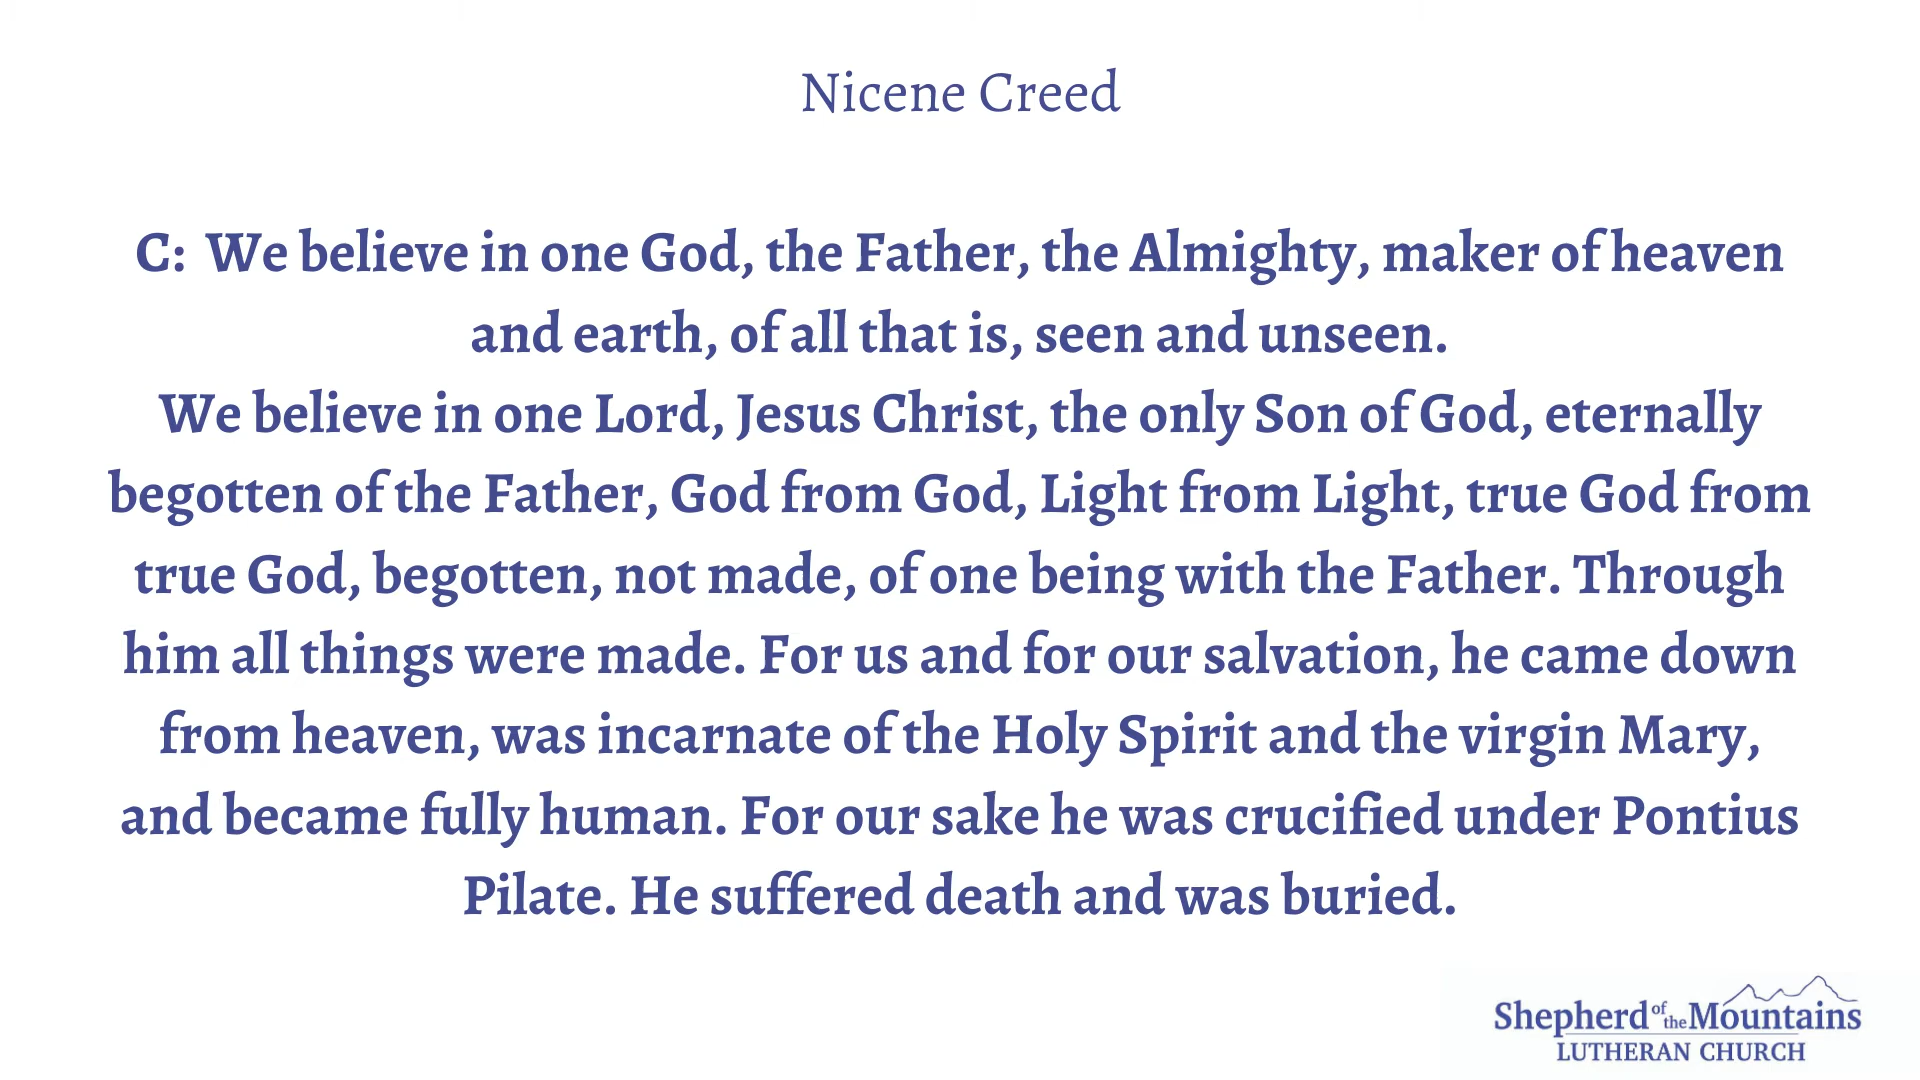 Nicene Creed
C: We believe in one God, the Father, the Almighty, maker of heaven
and earth, of all that is, seen and unseen.
We believe in one Lord, Jesus Christ, the only Son of God, eternally
begotten of the Father, God from God, Light from Light, true God from
true God, begotten, not made, of one being with the Father. Through
him all things were made. For us and for our salvation, he came down
from heaven, was incarnate of the Holy Spirit and the virgin Mary,
and became fully human. For our sake he was crucified under Pontius
Pilate. He suffered death and was buried.
Shepherd of the Mountains
LUTHERAN CHURCH